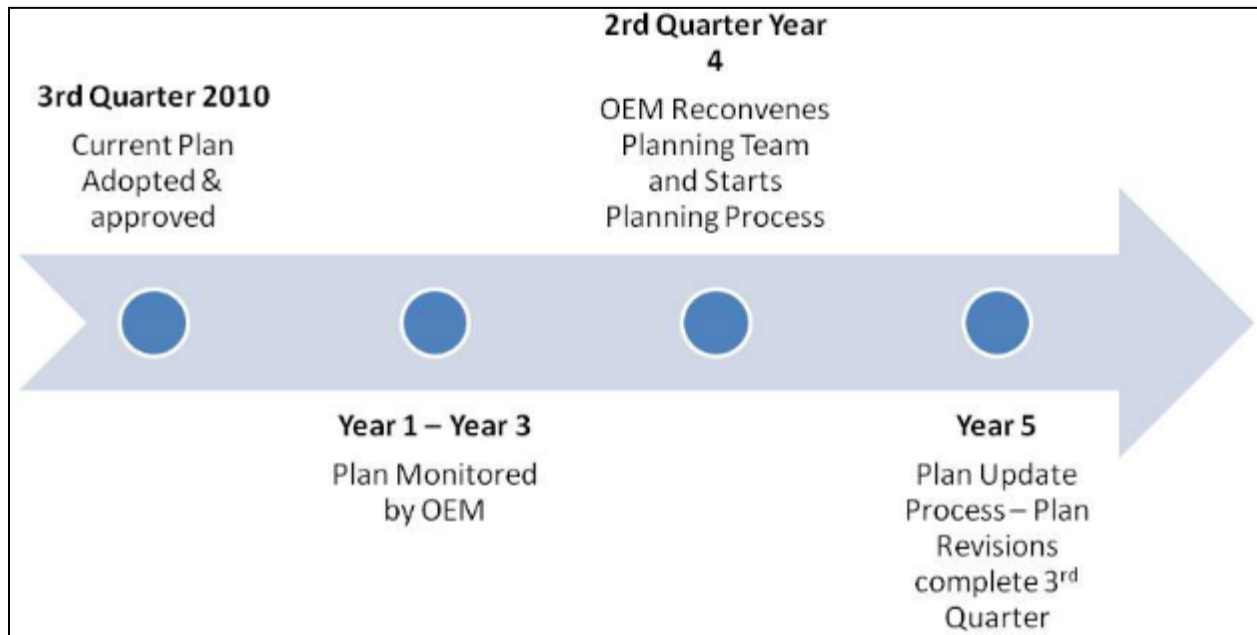 3rd Quarter 2010
Current Plan
Adopted &
approved
Year 1 – Year 3
Plan Monitored
by OEM
2rd Quarter Year
4
OEM Reconvenes
Planning Team
and Starts
Planning Process
Year 5
Plan Update
Process – Plan
Revisions
complete 3rd
Quarter